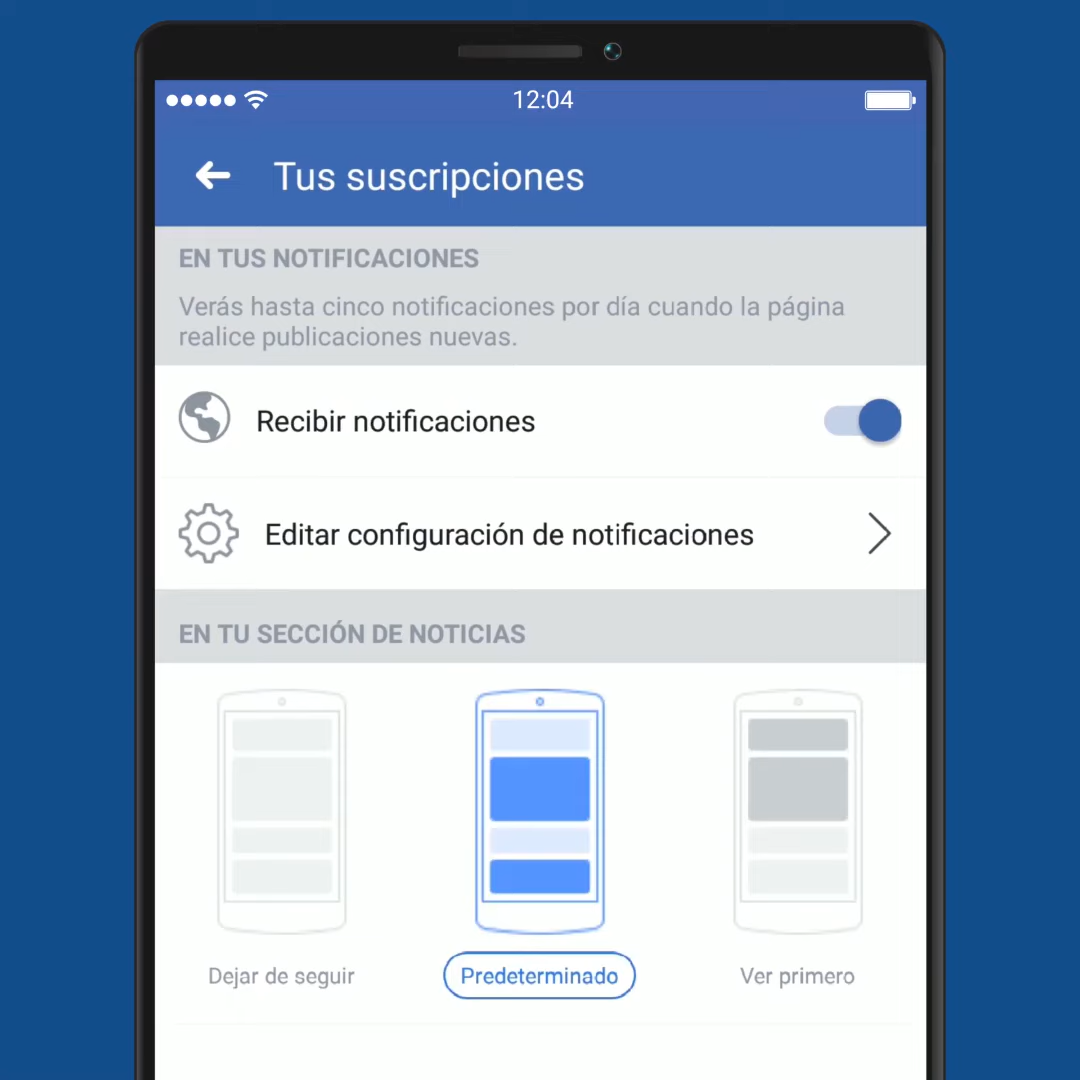 12:04
Tus suscripciones
EN TUS NOTIFICACIONES
Verás hasta cinco notificaciones por día cuando la página
realice publicaciones nuevas.
Recibir notificaciones
Editar configuración de notificaciones
EN TU SECCIÓN DE NOTICIAS
Dejar de seguir
Predeterminado
Ver primero